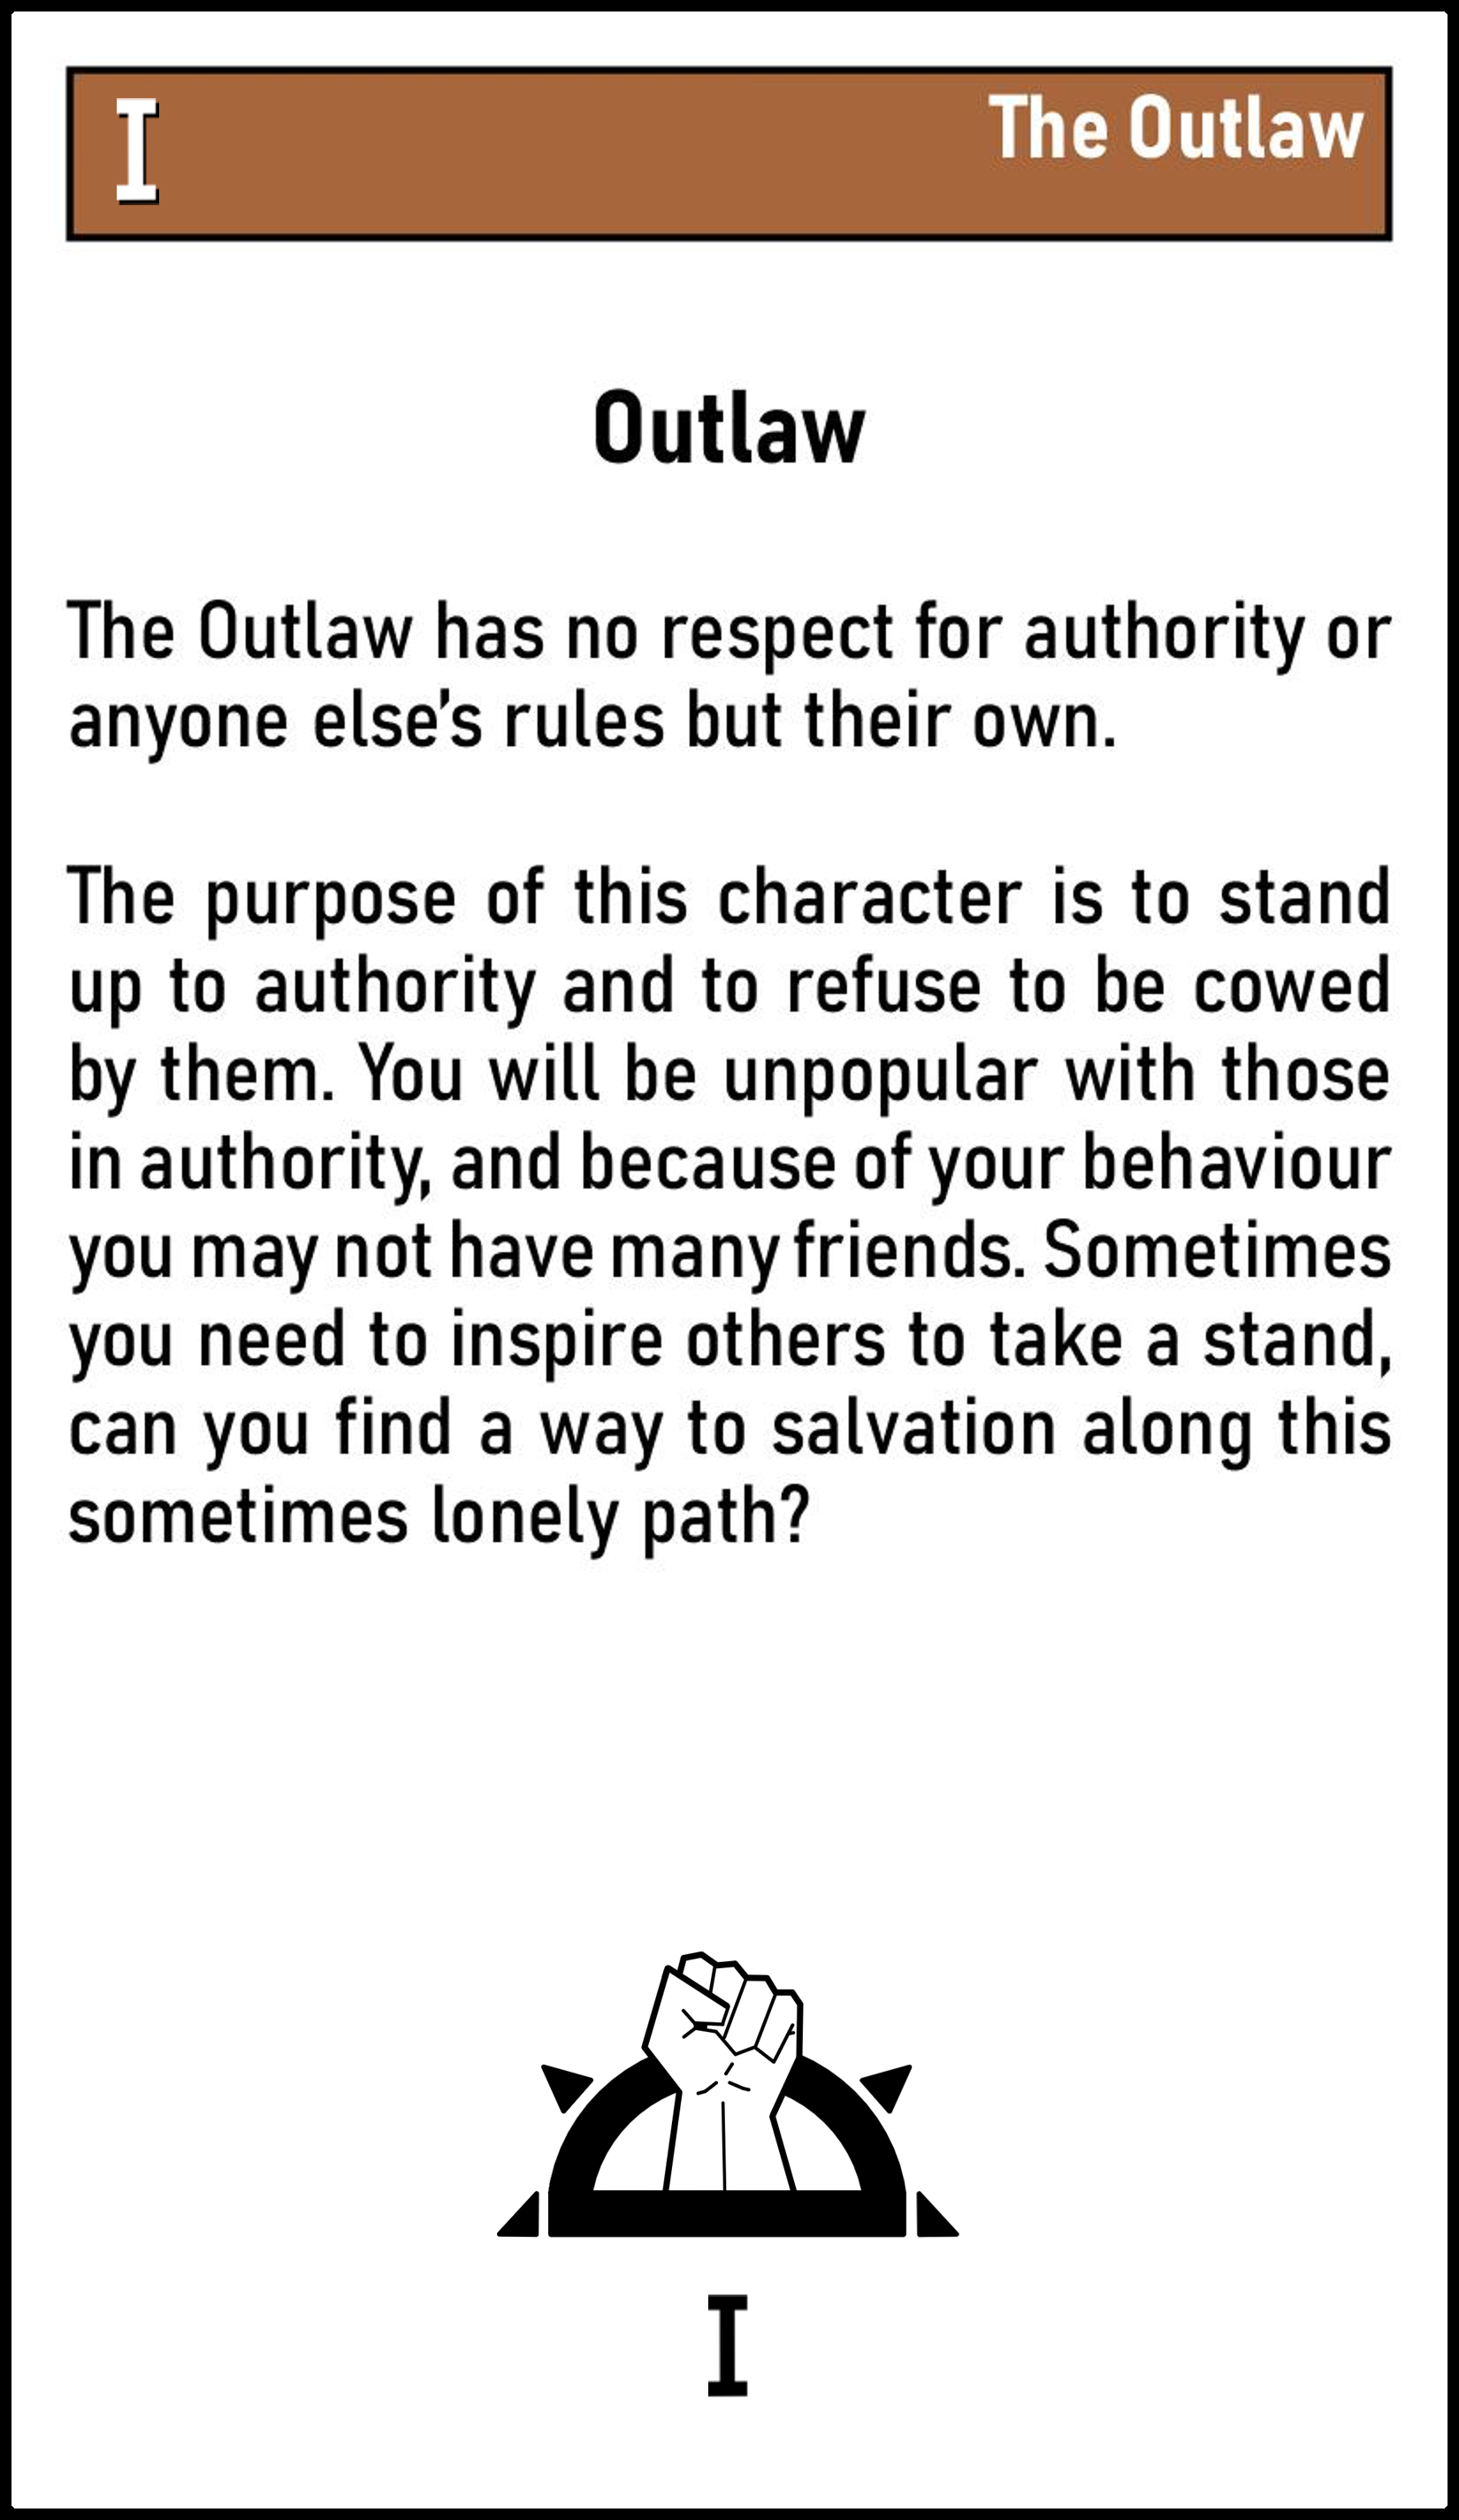 I
The Outlaw
Outlaw
The Outlaw has no respect for authority or
anyone else's rules but their own.
The purpose of this character is to stand
up to authority and to refuse to be cowed
by them. You will be unpopular with those
in authority, and because of your behaviour
you may not have many friends. Sometimes
you need to inspire others to take a stand,
can you find a way to salvation along this
sometimes lonely path?
I